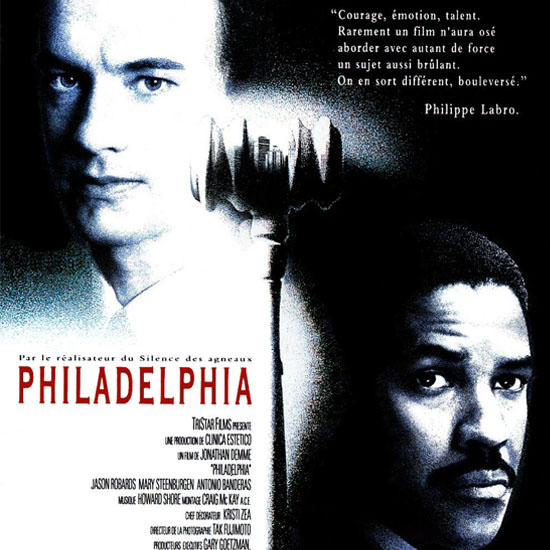 "Courage, émotion, talent.
Rarement un film n'aura osé
aborder avec autant de force
un sujet aussi brûlant.
On en sort différent, bouleversé."
Philippe Labro.
Par le réalisateur du Silence des agneaux
PHILADELPHIA
TRISTAR FILMS PRÉSENTE
UNE PRODUCTION DE CLINICA ESTETICO
UN FILM DE JONATHAN DEMME
"PHILADELPHIA"
JASON ROBARDS MARY STEENBURGEN ANTONIO BANDERAS
MUSIQUE HOWARD SHORE MONTAGE CRAIG MC KAY A.C.E
CHEF DÉCORATEUR KRISTI ZEA
DIRECTEUR DE LA PHOTOGRAPHIE TAK FUJIMOTO
PRODUCTEURS EXÉCUTIFS GARY GOETZMAN,